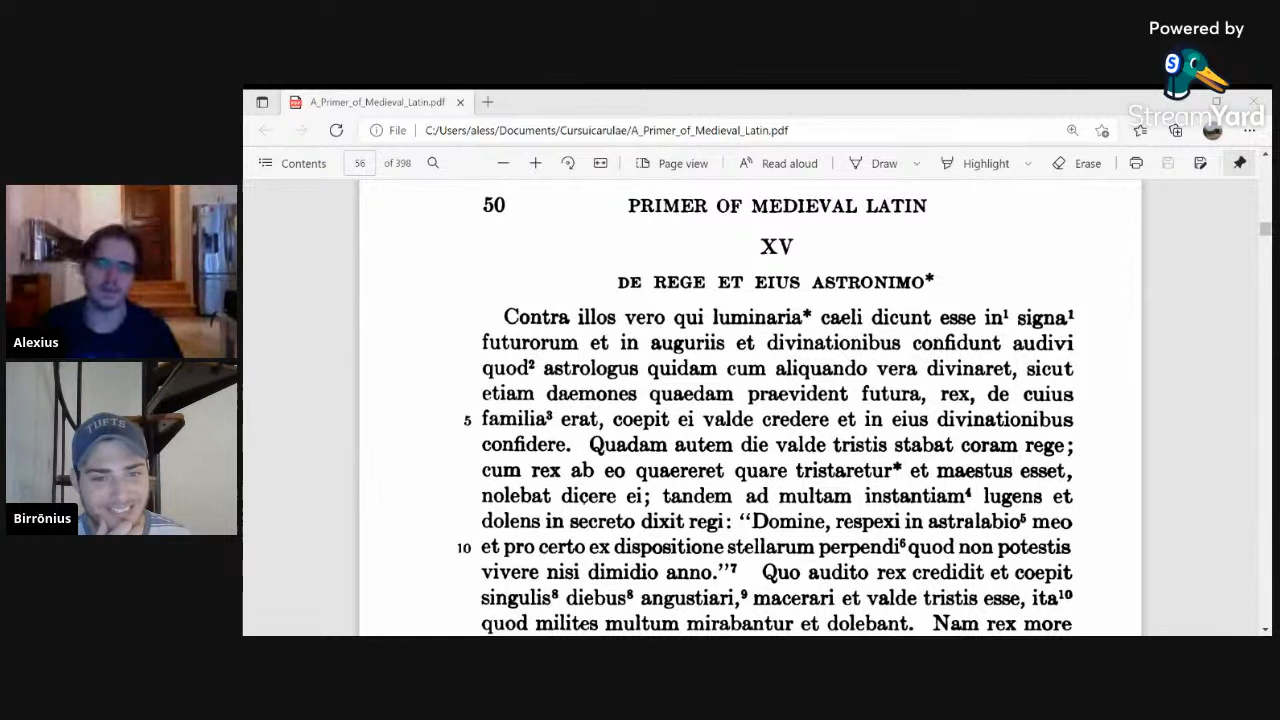 Powered by
StreamYard
A_Primer_of_Medieval_Latin.pdf
File C:/Users/aless/Documents/Cursuicarulae/A_Primer_of_Medieval_Latin.pdf
Contents 56 of 398 Page view Read aloud Draw Highlight Erase
50 PRIMER OF MEDIEVAL LATIN
XV
DE REGE ET EIUS ASTRONIMO*
Contra illos vero qui luminaria* caeli dicunt esse in¹ signa¹
futurorum et in auguriis et divinationibus confidunt audivi
quod² astrologus quidam cum aliquando vera divinaret, sicut
etiam daemones quaedam praevident futura, rex, de cuius
5 familia³ erat, coepit ei valde credere et in eius divinationibus
confidere. Quadam autem die valde tristis stabat coram rege;
cum rex ab eo quaereret quare tristaretur* et maestus esset,
nolebat dicere ei; tandem ad multam instantiam⁴ lugens et
dolens in secreto dixit regi: “Domine, respexi in astralabio⁵ meo
10 et pro certo ex dispositione stellarum perpendi⁶ quod non potestis
vivere nisi dimidio anno.”⁷ Quo audito rex credidit et coepit
singulis⁸ diebus⁸ angustiari,⁹ macerari et valde tristis esse, ita¹⁰
quod milites multum mirabantur et dolebant. Nam rex more
Alexius
TUFTS
Birrōnius